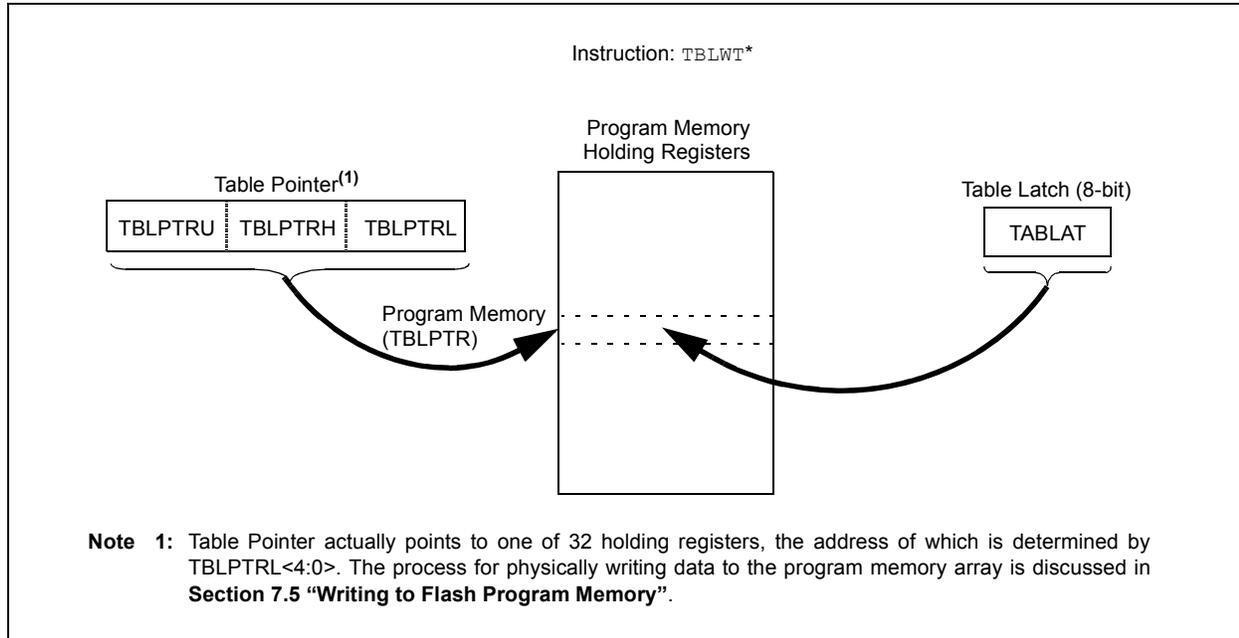 Instruction: TBLWT*
Program Memory
Holding Registers
Table Pointer(1)
Table Latch (8-bit)
TBLPTRU TBLPTRH TBLPTRL
TABLAT
Program Memory
(TBLPTR)
Note 1: Table Pointer actually points to one of 32 holding registers, the address of which is determined by
TBLPTRL<4:0>. The process for physically writing data to the program memory array is discussed in
Section 7.5 “Writing to Flash Program Memory”.